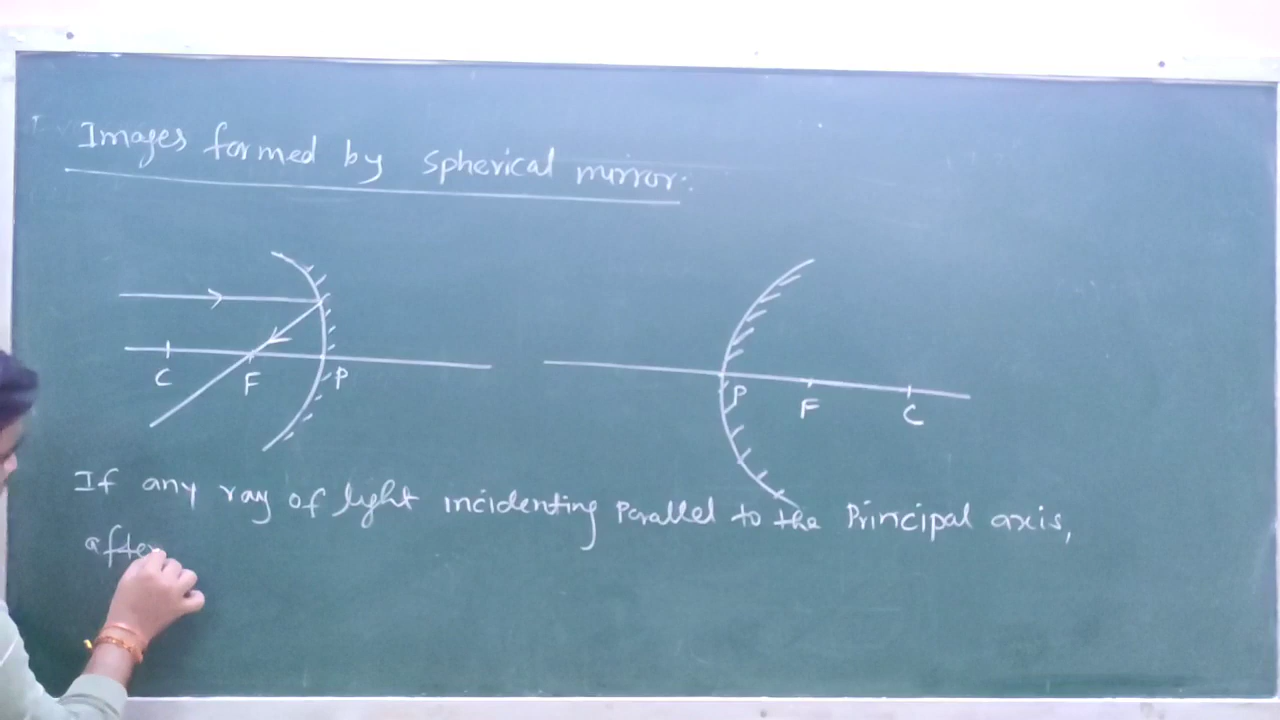 Images formed by spherical mirror:
C F P
P F C
If any ray of light incidenting Parallel to the Principal axis,
after